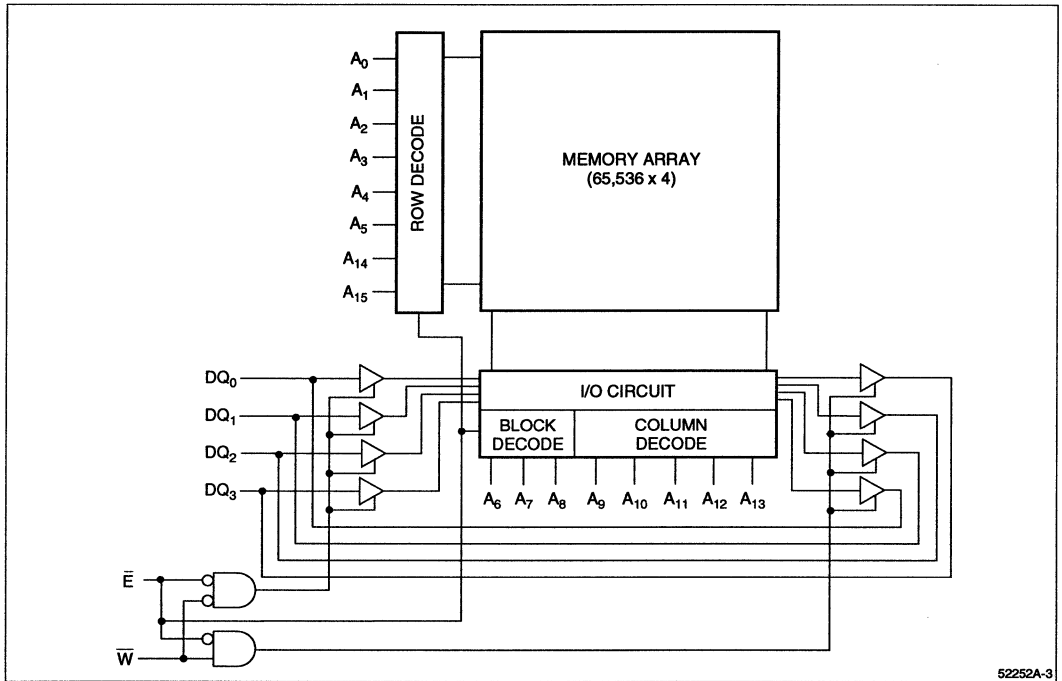 A0
A1
A2
A3
A4
A5
A14
A15
ROW DECODE
MEMORY ARRAY
(65,536 x 4)
DQ0
DQ1
DQ2
DQ3
I/O CIRCUIT
BLOCK
DECODE
COLUMN
DECODE
A6 A7 A8 A9 A10 A11 A12 A13
E̅
W̅
52252A-3